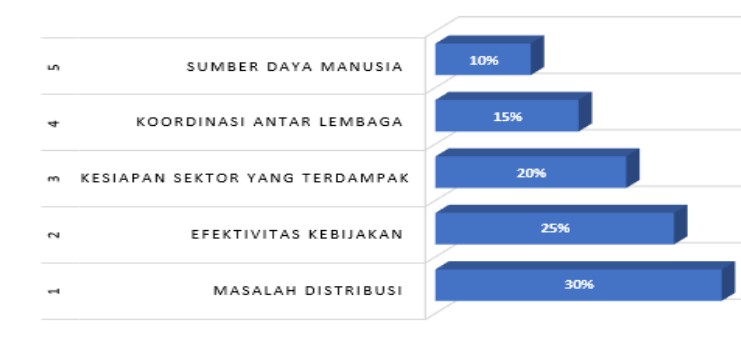 5 SUMBER DAYA MANUSIA 10%
4 KOORDINASI ANTAR LEMBAGA 15%
3 KESIAPAN SEKTOR YANG TERDAMPAK 20%
2 EFEKTIVITAS KEBIJAKAN 25%
1 MASALAH DISTRIBUSI 30%